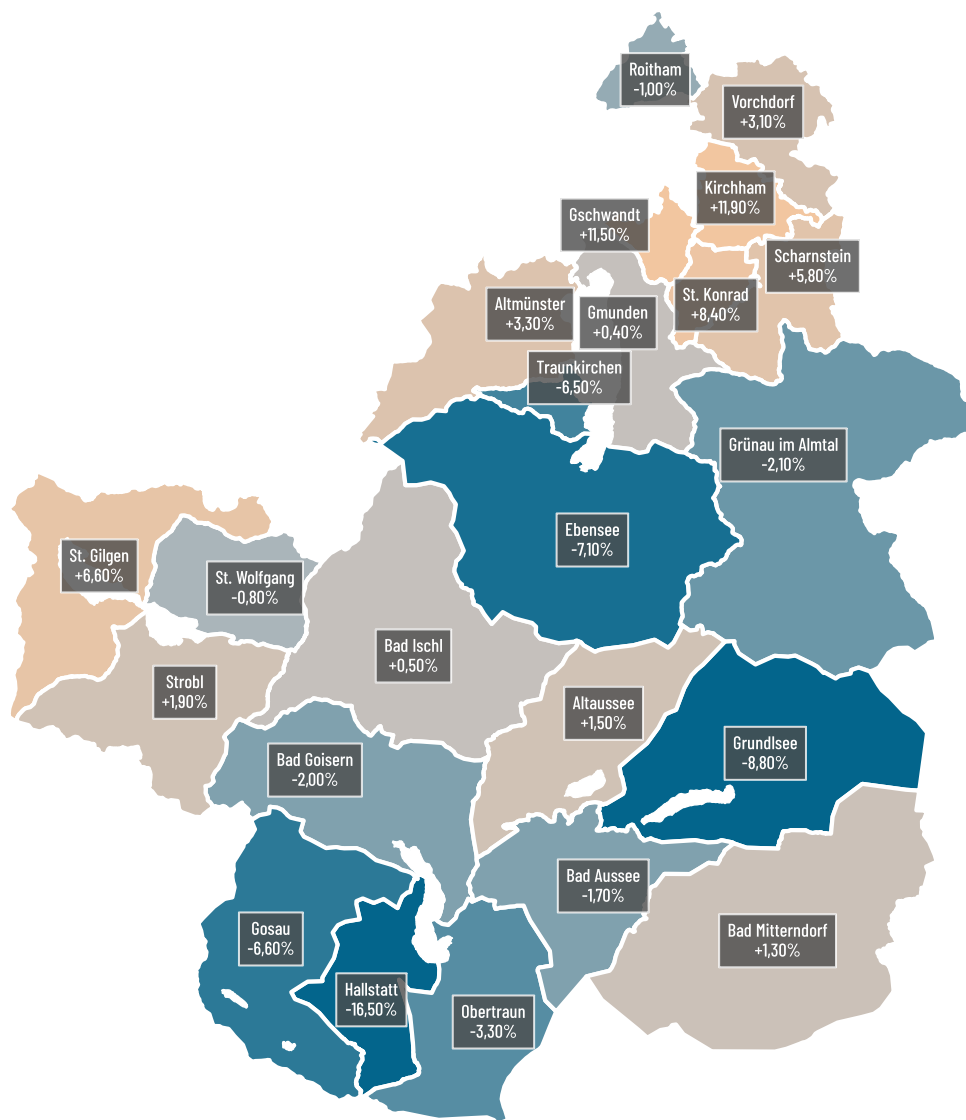 Roitham
-1,00%
Vorchdorf
+3,10%
Kirchham
+11,90%
Gschwandt
+11,50%
Scharnstein
+5,80%
St. Konrad
+8,40%
Altmünster
+3,30%
Gmunden
+0,40%
Traunkirchen
-6,50%
Grünau im Almtal
-2,10%
Ebensee
-7,10%
St. Gilgen
+6,60%
St. Wolfgang
-0,80%
Bad Ischl
+0,50%
Strobl
+1,90%
Altaussee
+1,50%
Grundlsee
-8,80%
Bad Goisern
-2,00%
Bad Aussee
-1,70%
Bad Mitterndorf
+1,30%
Gosau
-6,60%
Hallstatt
-16,50%
Obertraun
-3,30%